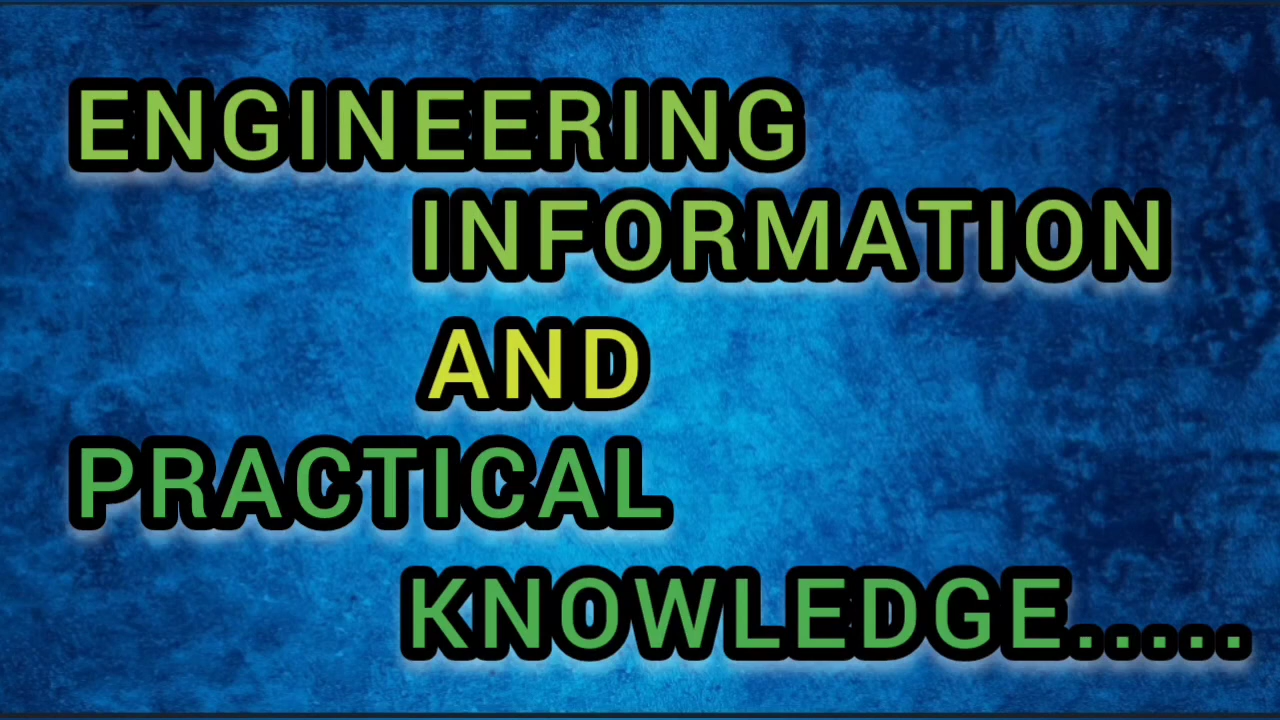 ENGINEERING
INFORMATION
AND
PRACTICAL
KNOWLEDGE.....